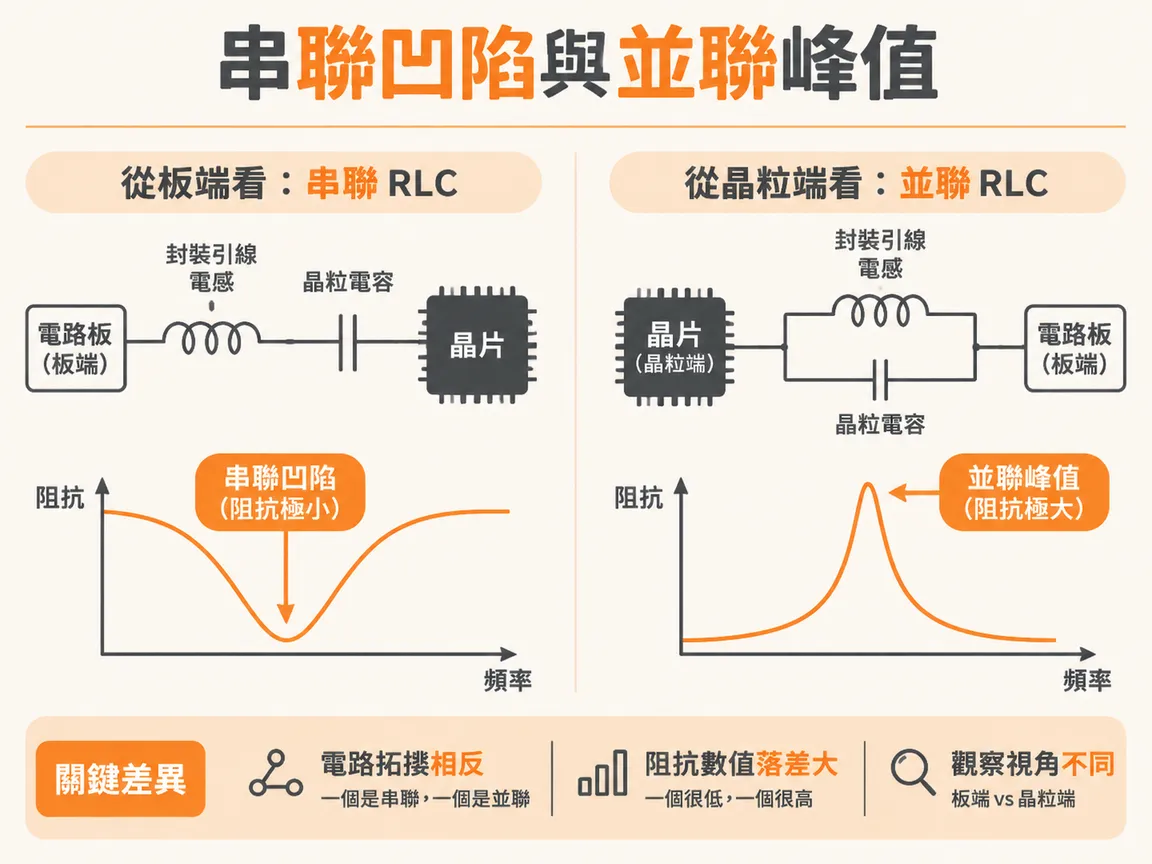 串聯凹陷與並聯峰值
從板端看：串聯 RLC
封裝引線
電感
晶粒電容
電路板
（板端）
晶片
阻抗
串聯凹陷
（阻抗極小）
頻率
從晶粒端看：並聯 RLC
封裝引線
電感
晶片
（晶粒端）
電路板
（板端）
晶粒電容
阻抗
並聯峰值
（阻抗極大）
頻率
關鍵差異
電路拓撲相反
一個是串聯，一個是並聯
阻抗數值落差大
一個很低，一個很高
觀察視角不同
板端 vs 晶粒端